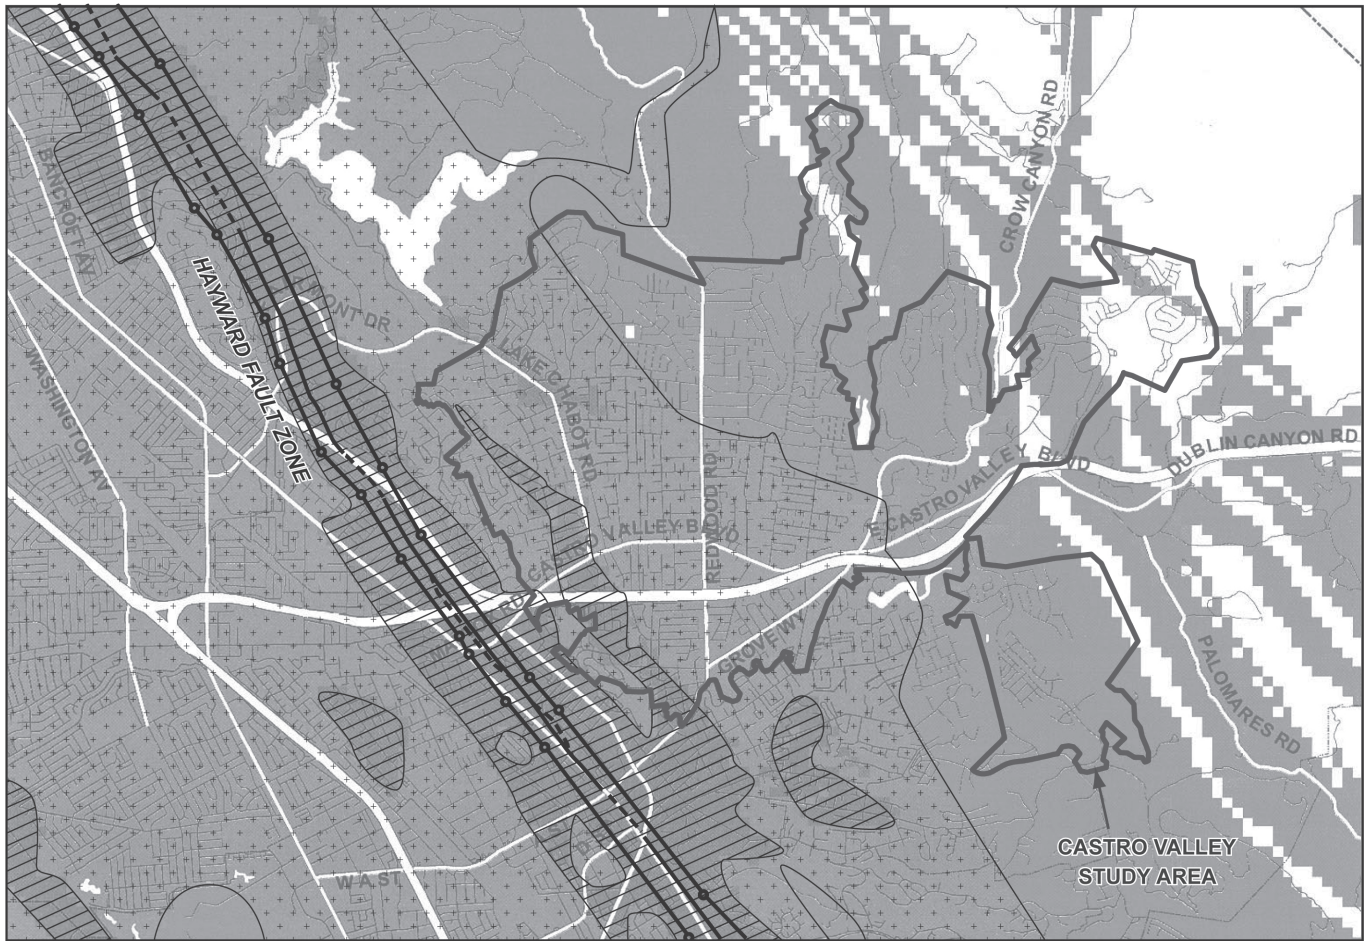 CROW CANYON RD
BANCROFT AV
HAYWARD FAULT ZONE
WASHINGTON AV
LAKE CHABOT RD
DUBLIN CANYON RD
REDWOOD RD
CASTRO VALLEY BLVD
E CASTRO VALLEY BLVD
GROVE WY
PALOMARES RD
CASTRO VALLEY
STUDY AREA
W A ST